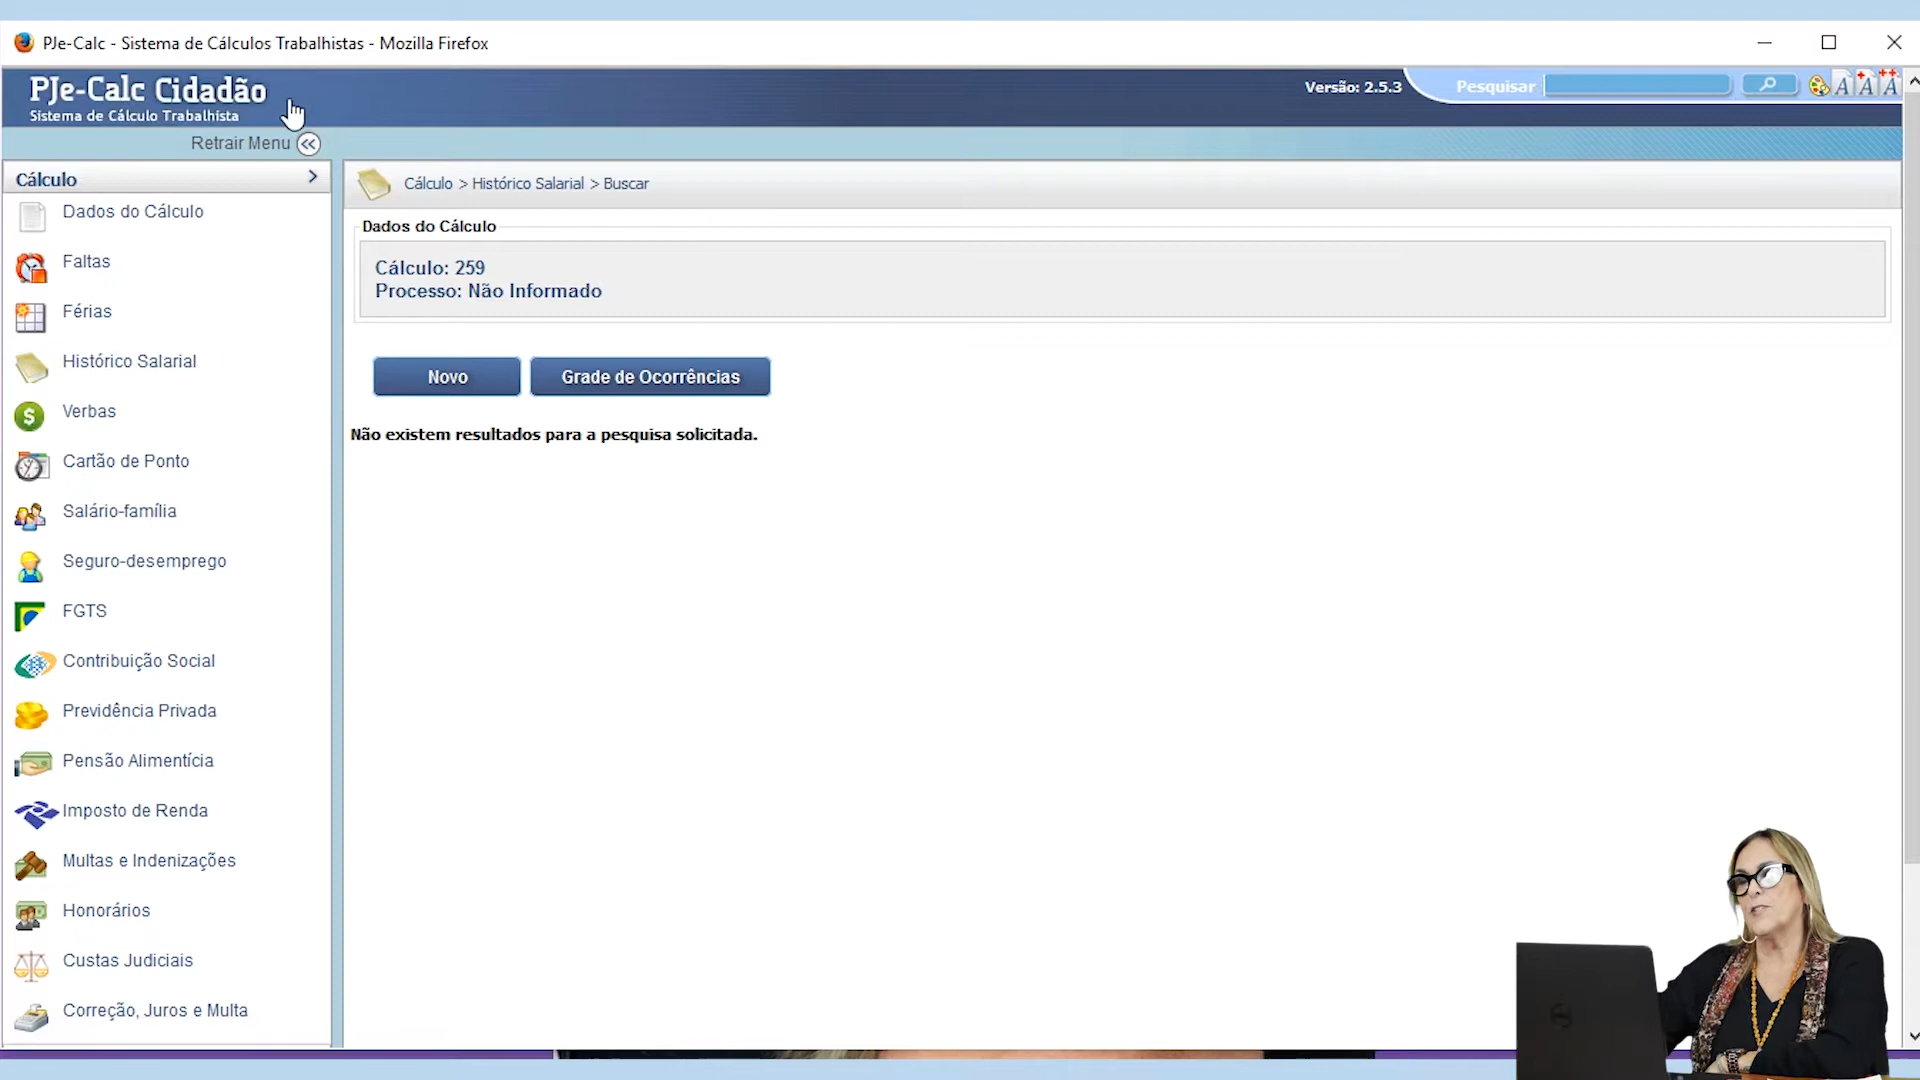 PJe-Calc - Sistema de Cálculos Trabalhistas - Mozilla Firefox
PJe-Calc Cidadão
Sistema de Cálculo Trabalhista
Versão: 2.5.3
Pesquisar
A A A
Retrair Menu
Cálculo
Cálculo > Histórico Salarial > Buscar
Dados do Cálculo
Cálculo: 259
Processo: Não Informado
Novo
Grade de Ocorrências
Não existem resultados para a pesquisa solicitada.
Dados do Cálculo
Faltas
Férias
Histórico Salarial
Verbas
Cartão de Ponto
Salário-família
Seguro-desemprego
FGTS
Contribuição Social
Previdência Privada
Pensão Alimentícia
Imposto de Renda
Multas e Indenizações
Honorários
Custas Judiciais
Correção, Juros e Multa